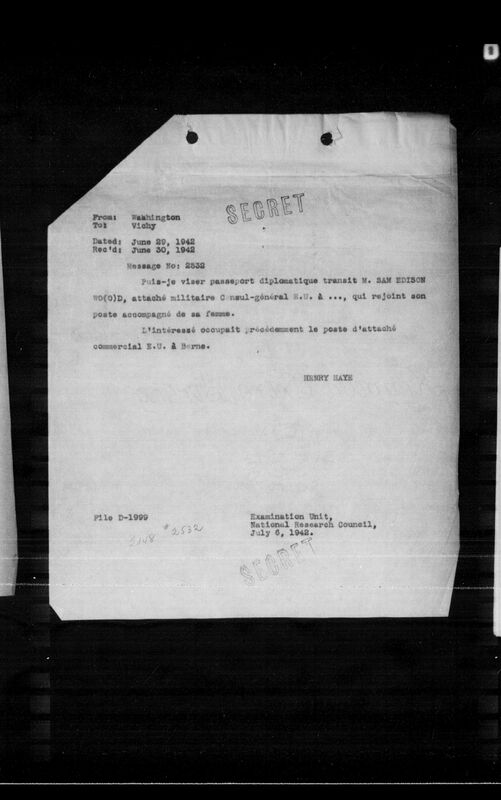 SECRET
From: Washington
To: Vichy
Dated: June 29, 1942
Rec'd: June 30, 1942
Message No: 2532
Puis-je viser passeport diplomatique transit M. SAM EDISON
WO(O)D, attaché militaire Consul-général E.U. à ..., qui rejoint son
poste accompagné de sa femme.
L'intéressé occupait précédemment le poste d'attaché
commercial E.U. à Berne.
HENRY HAYE
File D-1999
Examination Unit,
National Research Council,
July 6, 1942.
# 2532
SECRET